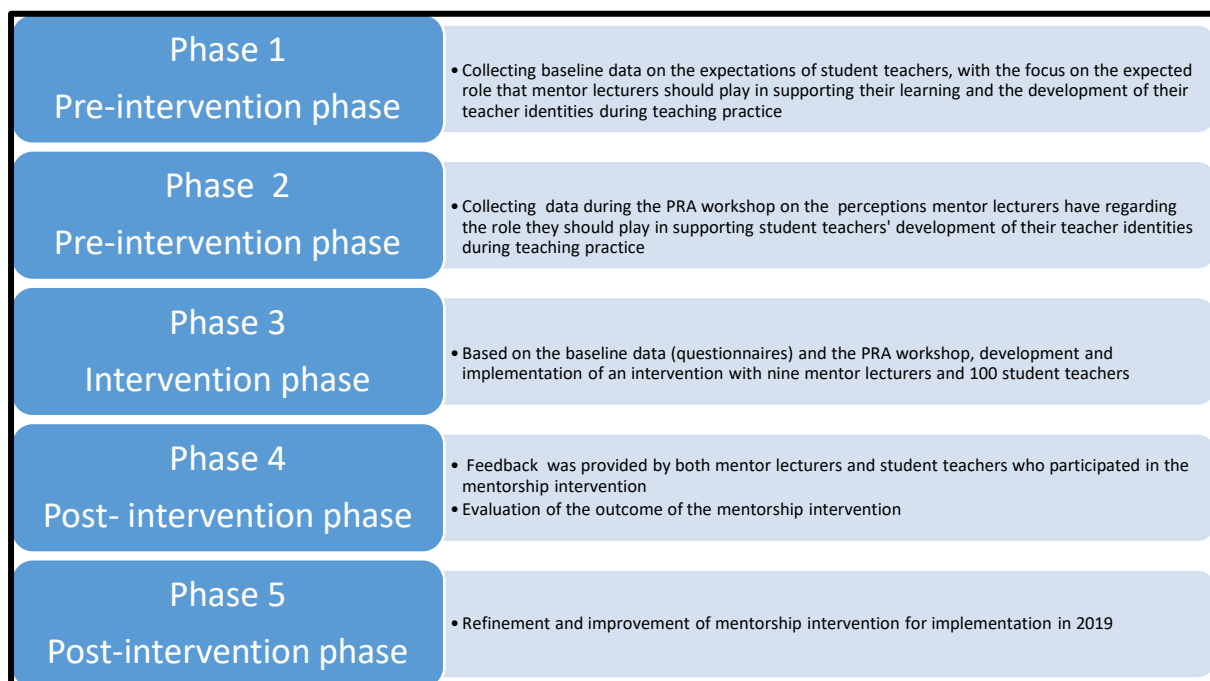 Phase 1
Pre-intervention phase
• Collecting baseline data on the expectations of student teachers, with the focus on the expected
role that mentor lecturers should play in supporting their learning and the development of their
teacher identities during teaching practice
Phase 2
Pre-intervention phase
• Collecting data during the PRA workshop on the perceptions mentor lecturers have regarding
the role they should play in supporting student teachers' development of their teacher identities
during teaching practice
Phase 3
Intervention phase
• Based on the baseline data (questionnaires) and the PRA workshop, development and
implementation of an intervention with nine mentor lecturers and 100 student teachers
Phase 4
Post- intervention phase
• Feedback was provided by both mentor lecturers and student teachers who participated in the
mentorship intervention
• Evaluation of the outcome of the mentorship intervention
Phase 5
Post-intervention phase
• Refinement and improvement of mentorship intervention for implementation in 2019